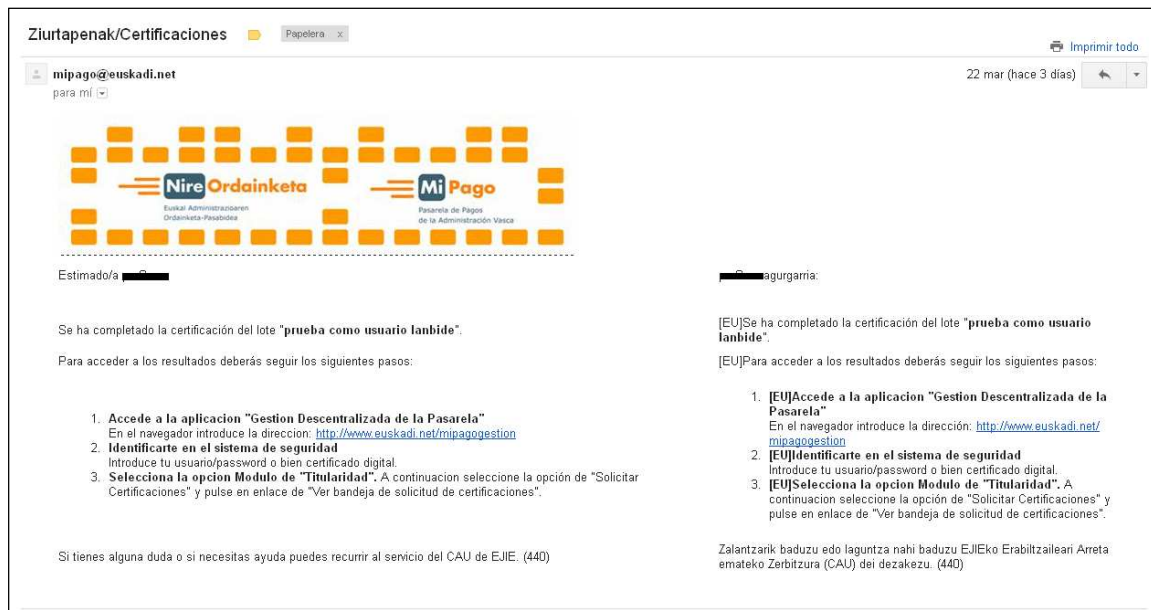 Ziurtapenak/Certificaciones Papelera x
Imprimir todo
mipago@euskadi.net 22 mar (hace 3 días)
para mí
Nire Ordainketa
Euskal Administrazioaren
Ordainketa-Pasabidea
Mi Pago
Pasarela de Pagos
de la Administración Vasca
Estimado/a
Se ha completado la certificación del lote "prueba como usuario lanbide".
Para acceder a los resultados deberás seguir los siguientes pasos:
1. Accede a la aplicacion "Gestion Descentralizada de la Pasarela"
En el navegador introduce la direccion: http://www.euskadi.net/mipagogestion
2. Identificarte en el sistema de seguridad
Introduce tu usuario/password o bien certificado digital.
3. Selecciona la opcion Modulo de "Titularidad". A continuacion seleccione la opción de "Solicitar
Certificaciones" y pulse en enlace de "Ver bandeja de solicitud de certificaciones".
Si tienes alguna duda o si necesitas ayuda puedes recurrir al servicio del CAU de EJIE. (440)
agurgarria:
[EU]Se ha completado la certificación del lote "prueba como usuario
lanbide".
[EU]Para acceder a los resultados deberás seguir los siguientes pasos:
1. [EU]Accede a la aplicacion "Gestion Descentralizada de la
Pasarela"
En el navegador introduce la dirección: http://www.euskadi.net/
mipagogestion
2. [EU]Identificarte en el sistema de seguridad
Introduce tu usuario/password o bien certificado digital.
3. [EU]Selecciona la opcion Modulo de "Titularidad". A
continuacion seleccione la opción de "Solicitar Certificaciones" y
pulse en enlace de "Ver bandeja de solicitud de certificaciones".
Zalantzarik baduzu edo laguntza nahi baduzu EJIEko Erabiltzaileari Arreta
emateko Zerbitzura (CAU) dei dezakezu. (440)